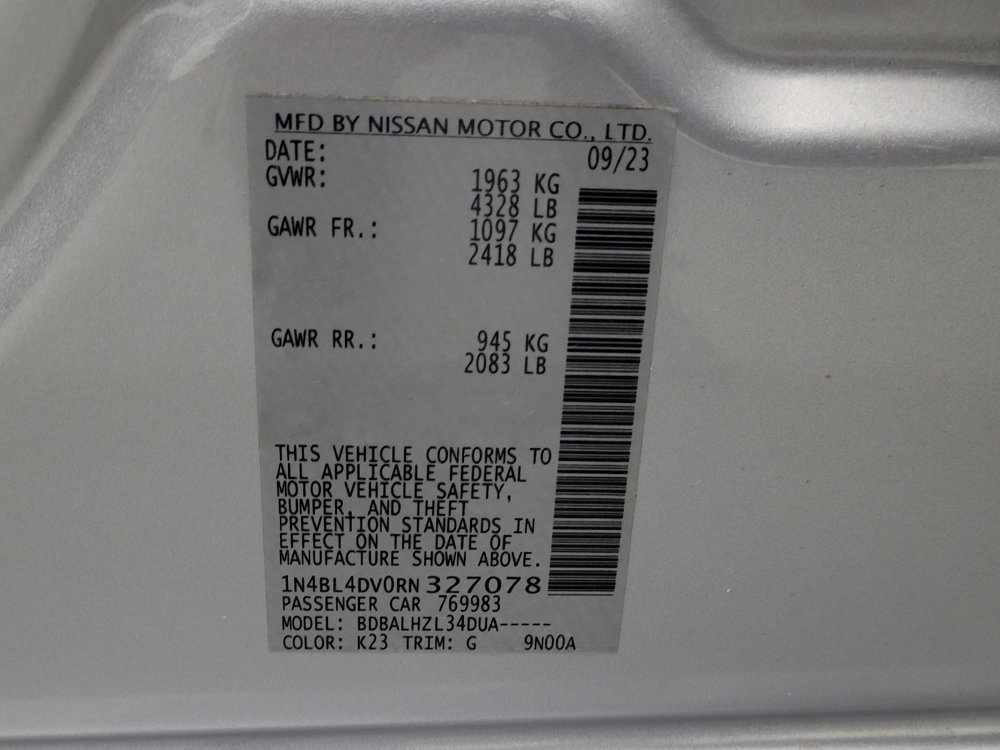 MFD BY NISSAN MOTOR CO., LTD.
DATE: 09/23
GVWR: 1963 KG
4328 LB
GAWR FR.: 1097 KG
2418 LB
GAWR RR.: 945 KG
2083 LB
THIS VEHICLE CONFORMS TO
ALL APPLICABLE FEDERAL
MOTOR VEHICLE SAFETY,
BUMPER, AND THEFT
PREVENTION STANDARDS IN
EFFECT ON THE DATE OF
MANUFACTURE SHOWN ABOVE.
1N4BL4DV0RN327078
PASSENGER CAR 769983
MODEL: BDBALHZL34DUA-----
COLOR: K23 TRIM: G 9N00A